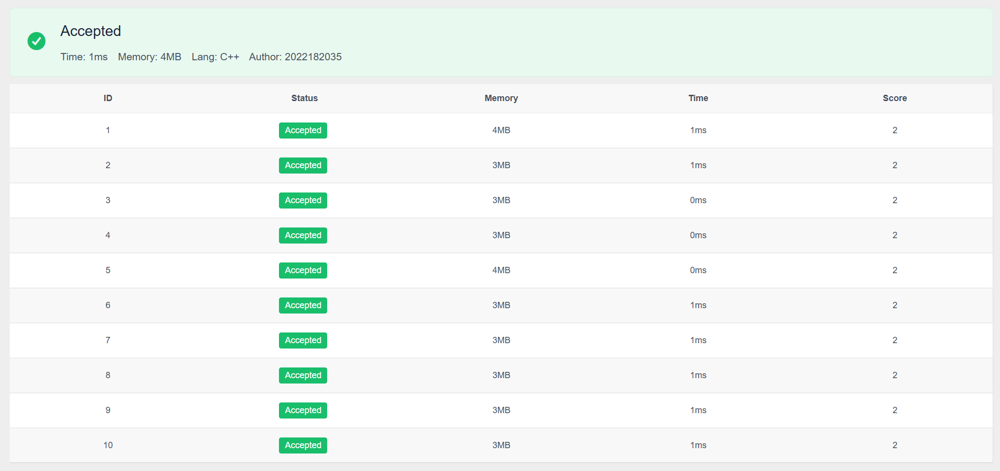 Accepted
Time: 1ms Memory: 4MB Lang: C++ Author: 2022182035
ID Status Memory Time Score
1 Accepted 4MB 1ms 2
2 Accepted 3MB 1ms 2
3 Accepted 3MB 0ms 2
4 Accepted 3MB 0ms 2
5 Accepted 4MB 0ms 2
6 Accepted 3MB 1ms 2
7 Accepted 3MB 1ms 2
8 Accepted 3MB 1ms 2
9 Accepted 3MB 1ms 2
10 Accepted 3MB 1ms 2